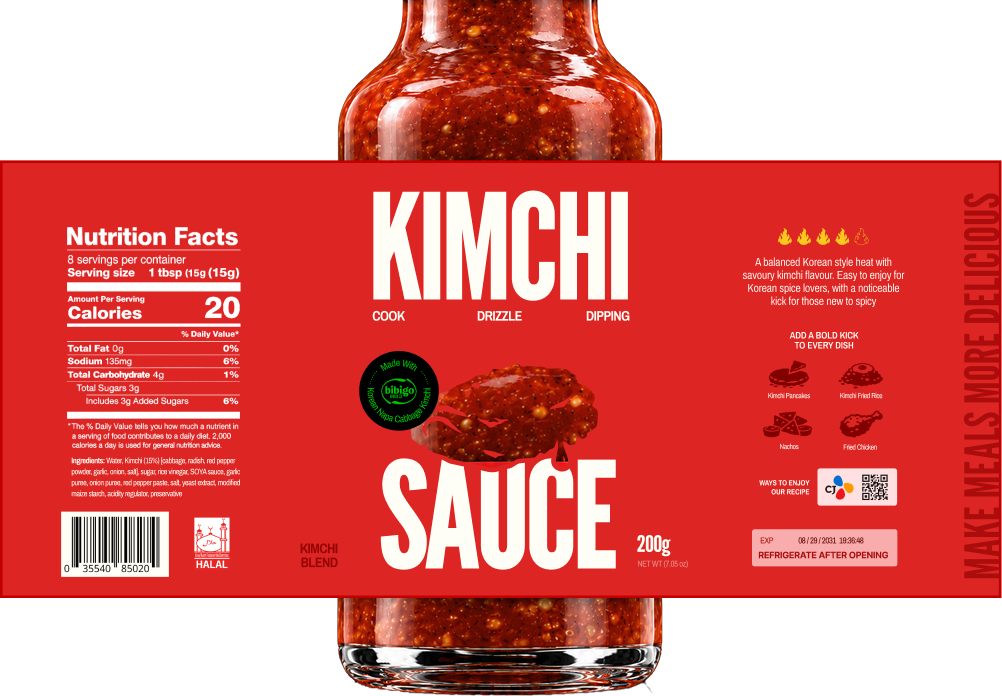 Nutrition Facts
8 servings per container
Serving size 1 tbsp (15g (15g)
Amount Per Serving
Calories 20
% Daily Value*
Total Fat 0g 0%
Sodium 135mg 6%
Total Carbohydrate 4g 1%
Total Sugars 3g
Includes 3g Added Sugars 6%
*The % Daily Value tells you how much a nutrient in
a serving of food contributes to a daily diet. 2,000
calories a day is used for general nutrition advice.
Ingredients: Water, Kimchi (15%) [cabbage, radish, red pepper
powder, garlic, onion, salt], sugar, rice vinegar, SOYA sauce, garlic
puree, onion puree, red pepper paste, salt, yeast extract, modified
maize starch, acidity regulator, preservative
0 35540 85020
HALAL
KIMCHI
BLEND
KIMCHI
COOK DRIZZLE DIPPING
Made With
bibigo
Korean Napa Cabbage Kimchi
SAUCE
200g
NET WT (7.05 oz)
A balanced Korean style heat with
savoury kimchi flavour. Easy to enjoy for
Korean spice lovers, with a noticeable
kick for those new to spicy
ADD A BOLD KICK
TO EVERY DISH
Kimchi Pancakes
Kimchi Fried Rice
Nachos
Fried Chicken
WAYS TO ENJOY
OUR RECIPE
CJ
EXP 08 / 29 / 2031 19:36:48
REFRIGERATE AFTER OPENING
MAKE MEALS MORE DELICIOUS